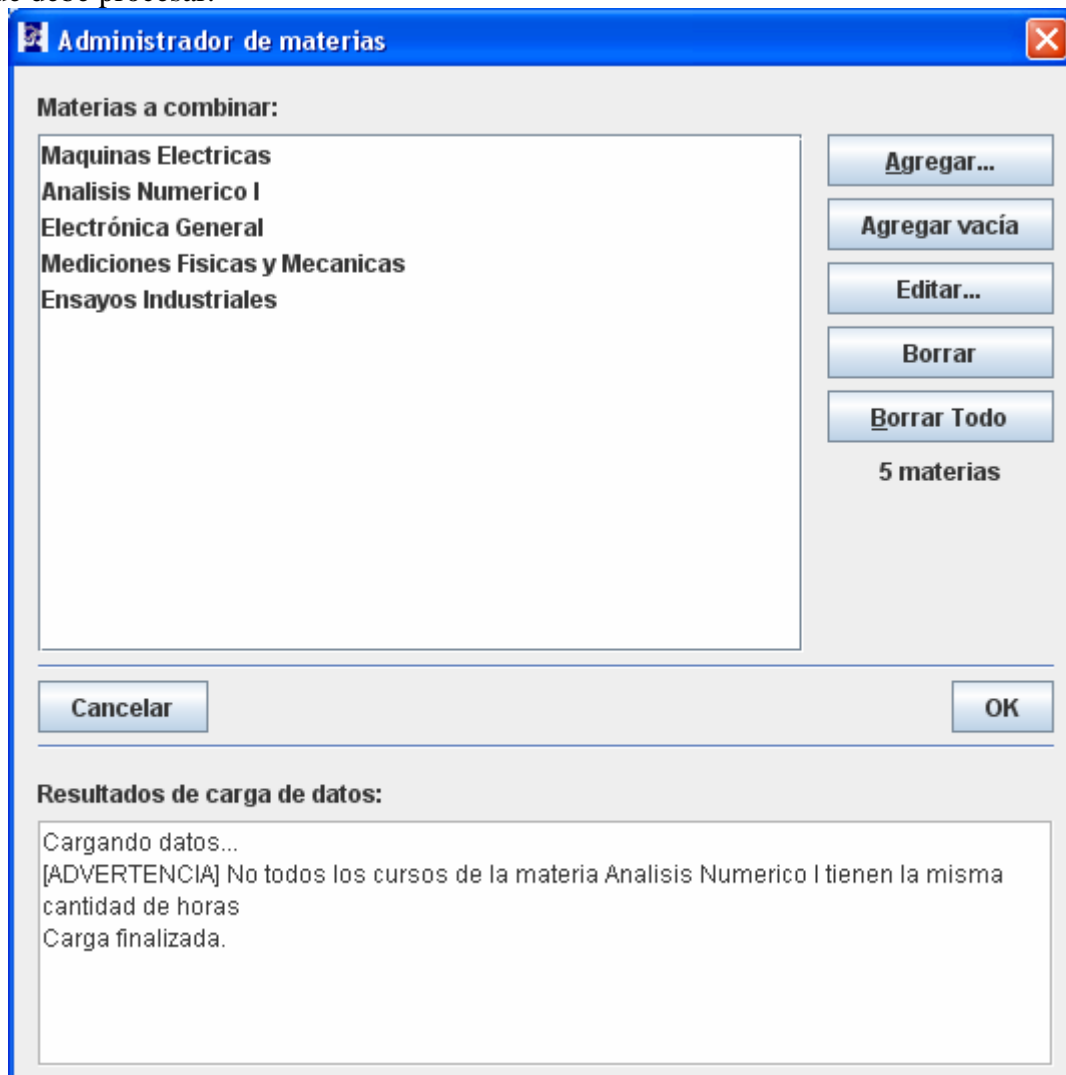 debe procesar.
Administrador de materias
Materias a combinar:
Maquinas Electricas
Analisis Numerico I
Electrónica General
Mediciones Fisicas y Mecanicas
Ensayos Industriales
Agregar...
Agregar vacía
Editar...
Borrar
Borrar Todo
5 materias
Cancelar
OK
Resultados de carga de datos:
Cargando datos...
[ADVERTENCIA] No todos los cursos de la materia Analisis Numerico I tienen la misma
cantidad de horas
Carga finalizada.